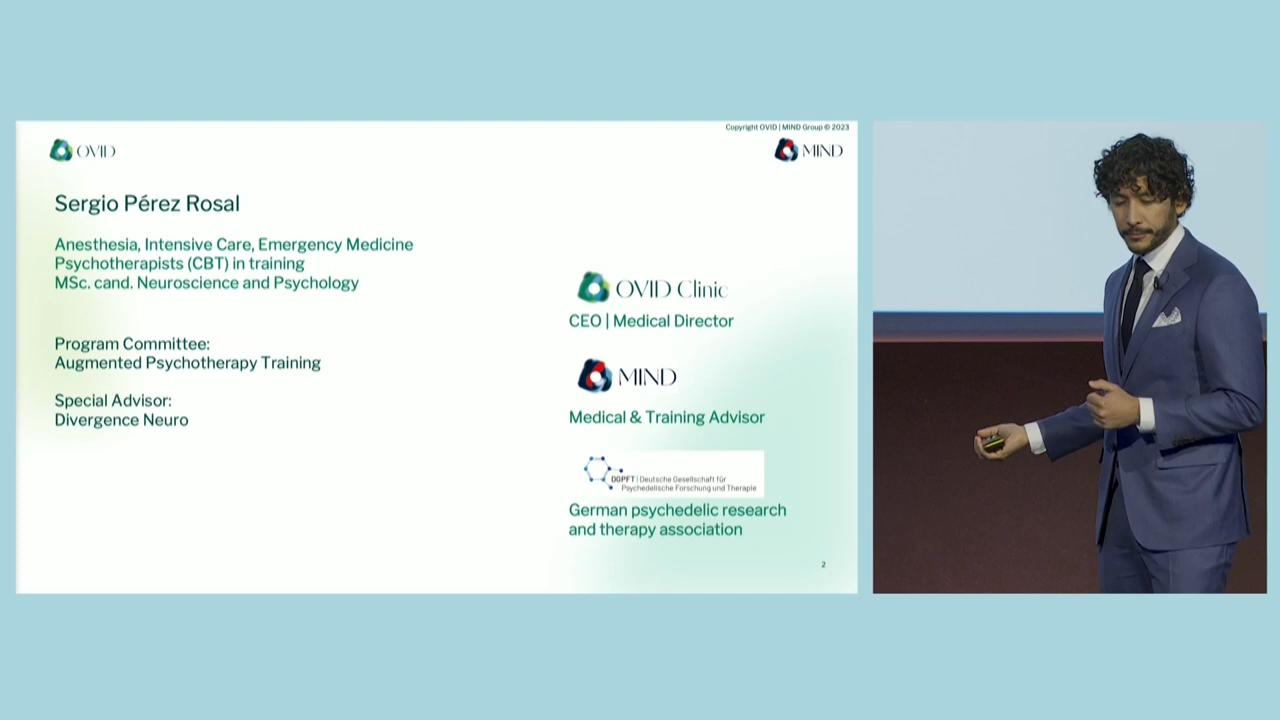 Copyright OVID | MIND Group © 2023
OVID
MIND
Sergio Pérez Rosal
Anesthesia, Intensive Care, Emergency Medicine
Psychotherapists (CBT) in training
MSc. cand. Neuroscience and Psychology
Program Committee:
Augmented Psychotherapy Training
Special Advisor:
Divergence Neuro
OVID Clinic
CEO | Medical Director
MIND
Medical & Training Advisor
DGPFT | Deutsche Gesellschaft für
Psychedelische Forschung und Therapie
German psychedelic research
and therapy association
2